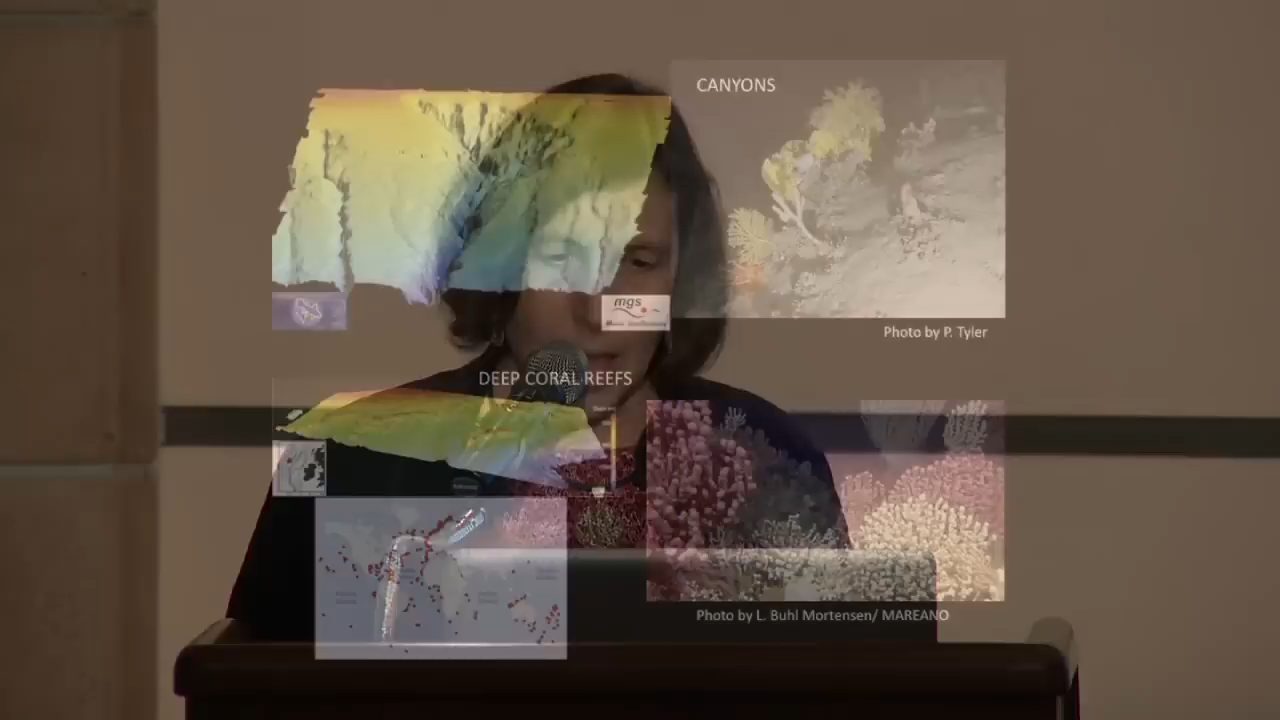 CANYONS
mgs
Photo by P. Tyler
DEEP CORAL REEFS
Photo by L. Buhl Mortensen/ MAREANO